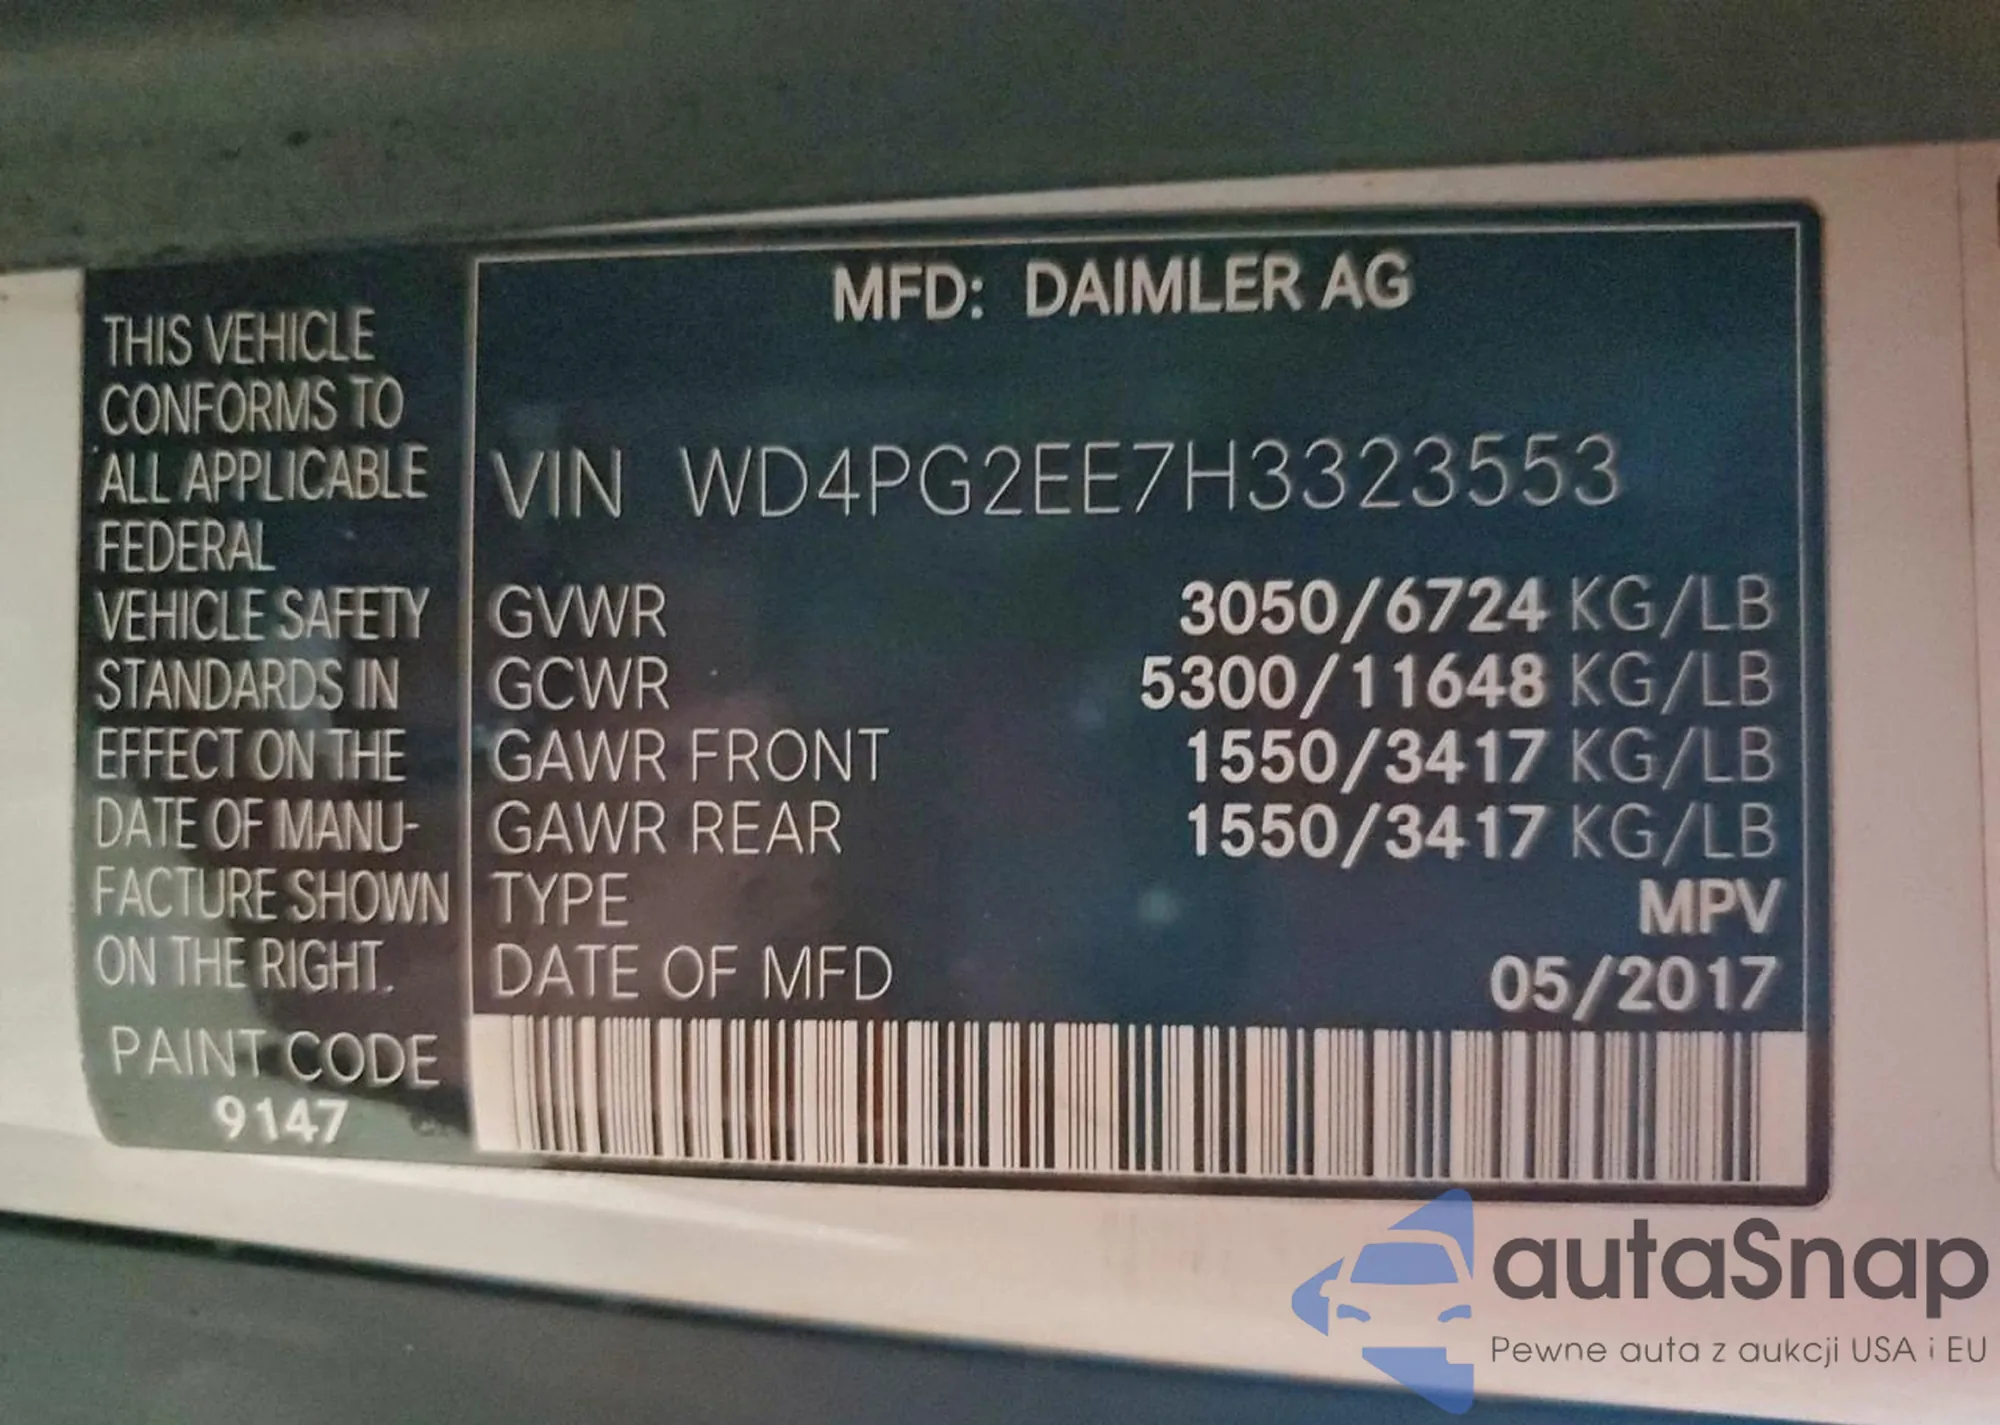 THIS VEHICLE
CONFORMS TO
ALL APPLICABLE
FEDERAL
VEHICLE SAFETY
STANDARDS IN
EFFECT ON THE
DATE OF MANU-
FACTURE SHOWN
ON THE RIGHT.
PAINT CODE
9147
MFD: DAIMLER AG
VIN WD4PG2EE7H3323553
GVWR 3050/6724 KG/LB
GCWR 5300/11648 KG/LB
GAWR FRONT 1550/3417 KG/LB
GAWR REAR 1550/3417 KG/LB
TYPE MPV
DATE OF MFD 05/2017
autaSnap
Pewne auta z aukcji USA i EU